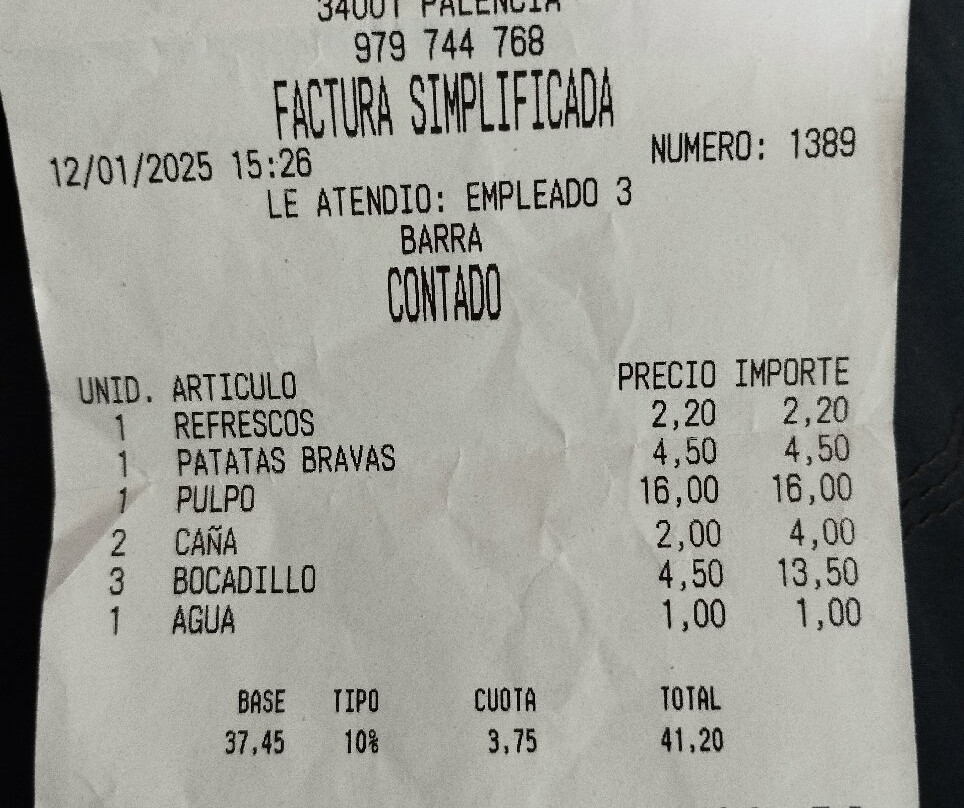 34001 PALENCIA
979 744 768
FACTURA SIMPLIFICADA
12/01/2025 15:26 NUMERO: 1389
LE ATENDIO: EMPLEADO 3
BARRA
CONTADO
UNID. ARTICULO PRECIO IMPORTE
1 REFRESCOS 2,20 2,20
1 PATATAS BRAVAS 4,50 4,50
1 PULPO 16,00 16,00
2 CAÑA 2,00 4,00
3 BOCADILLO 4,50 13,50
1 AGUA 1,00 1,00
BASE TIPO CUOTA TOTAL
37,45 10% 3,75 41,20